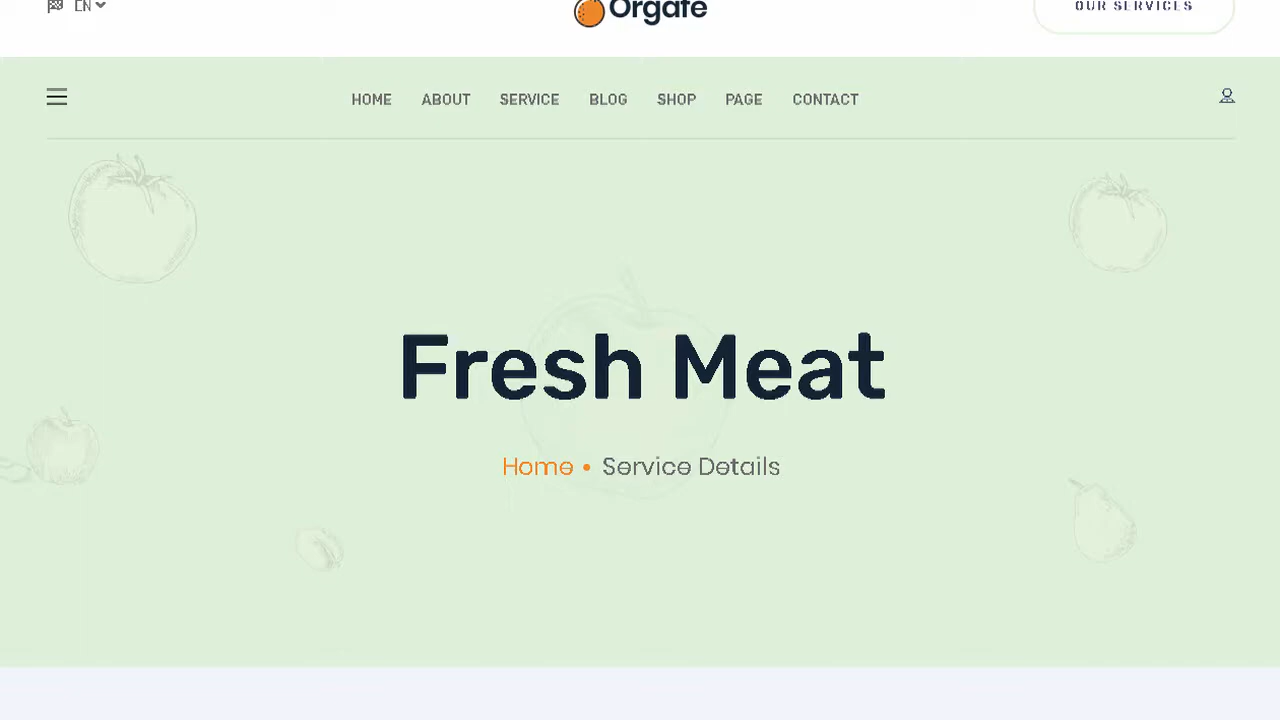 EN
Orgafe
OUR SERVICES
HOME ABOUT SERVICE BLOG SHOP PAGE CONTACT
Fresh Meat
Home • Service Details